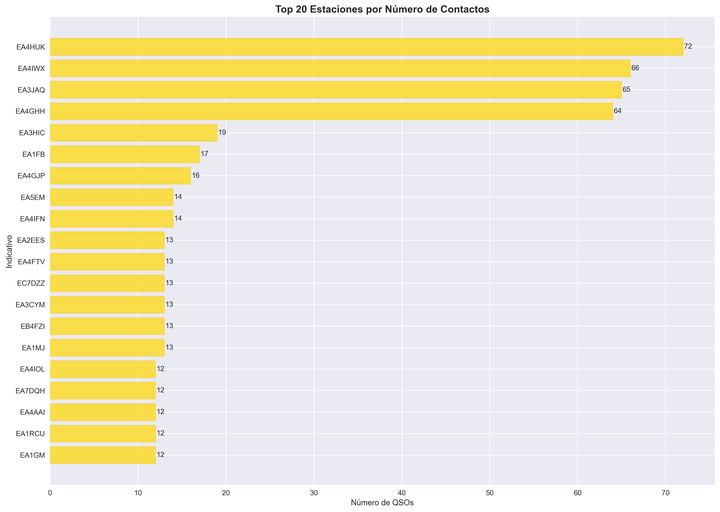 Top 20 Estaciones por Número de Contactos
Indicativo
EA4HUK 72
EA4IWX 66
EA3JAQ 65
EA4GHH 64
EA3HIC 19
EA1FB 17
EA4GJP 16
EA5EM 14
EA4IFN 14
EA2EES 13
EA4FTV 13
EC7DZZ 13
EA3CYM 13
EB4FZI 13
EA1MJ 13
EA4IOL 12
EA7DQH 12
EA4AAI 12
EA1RCU 12
EA1GM 12
0 10 20 30 40 50 60 70
Número de QSOs